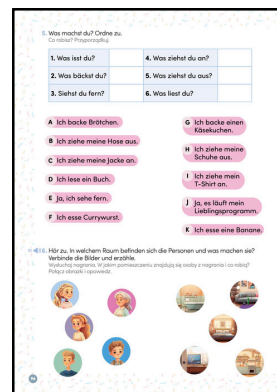 5. Was machst du? Ordne zu.
Co robisz? Przyporządkuj.
1. Was isst du?
4. Was ziehst du an?
2. Was bäckst du?
5. Was ziehst du aus?
3. Siehst du fern?
6. Was liest du?
A Ich backe Brötchen.
B Ich ziehe meine Hose aus.
C Ich ziehe meine Jacke an.
D Ich lese ein Buch.
E Ja, ich sehe fern.
F Ich esse Currywurst.
G Ich backe einen
Käsekuchen.
H Ich ziehe meine
Schuhe aus.
I Ich ziehe mein
T-Shirt an.
J Ja, es läuft mein
Lieblingsprogramm.
K Ich esse eine Banane.
Hör zu. In welchem Raum befinden sich die Personen und was machen sie?
Verbinde die Bilder und erzähle.
Wysłuchaj nagrania. W jakim pomieszczeniu znajdują się osoby z nagrania i co robią?
Połącz obrazki i opowiedz.